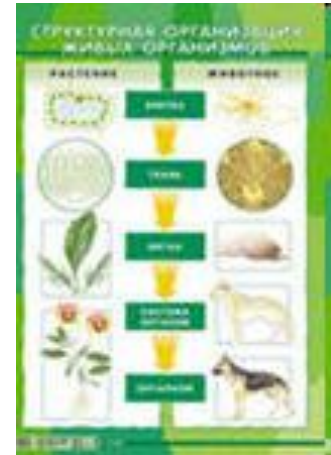 СТРУКТУРНАЯ ОРГАНИЗАЦИЯ
ЖИВЫХ ОРГАНИЗМОВ
РАСТЕНИЕ
ЖИВОТНОЕ
КЛЕТКА
ТКАНЬ
ОРГАН
СИСТЕМА
ОРГАНОВ
ОРГАНИЗМ